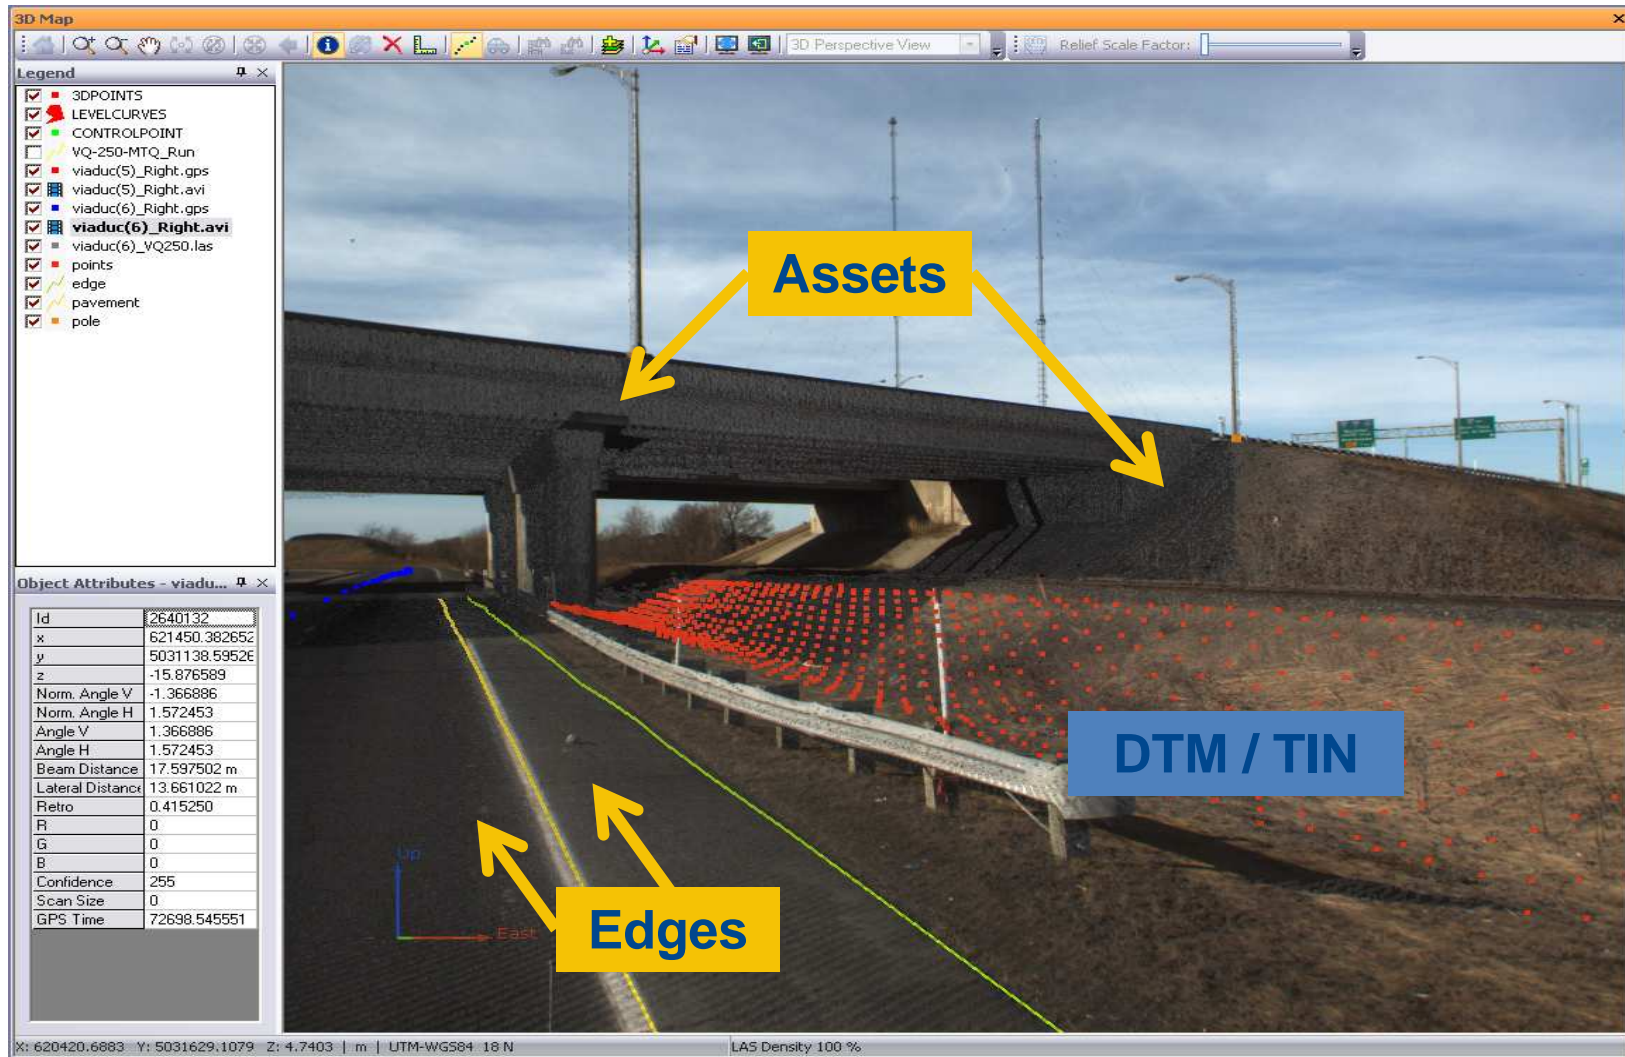 3D Map
3D Perspective View
Relief Scale Factor:
Legend
3DPOINTS
LEVELCURVES
CONTROLPOINT
VQ-250-MTQ_Run
viaduc(5)_Right.gps
viaduc(5)_Right.avi
viaduc(6)_Right.gps
viaduc(6)_Right.avi
viaduc(6)_VQ250.las
points
edge
pavement
pole
Assets
DTM / TIN
Edges
Up
East
Object Attributes - viadu...
Id 2640132
x 621450.382652
y 5031138.59526
z -15.876589
Norm. Angle V -1.366886
Norm. Angle H 1.572453
Angle V 1.366886
Angle H 1.572453
Beam Distance 17.597502 m
Lateral Distance 13.661022 m
Retro 0.415250
R 0
G 0
B 0
Confidence 255
Scan Size 0
GPS Time 72698.545551
X: 620420.6883 Y: 5031629.1079 Z: 4.7403 | m | UTM-WGS84 18 N
LAS Density 100 %